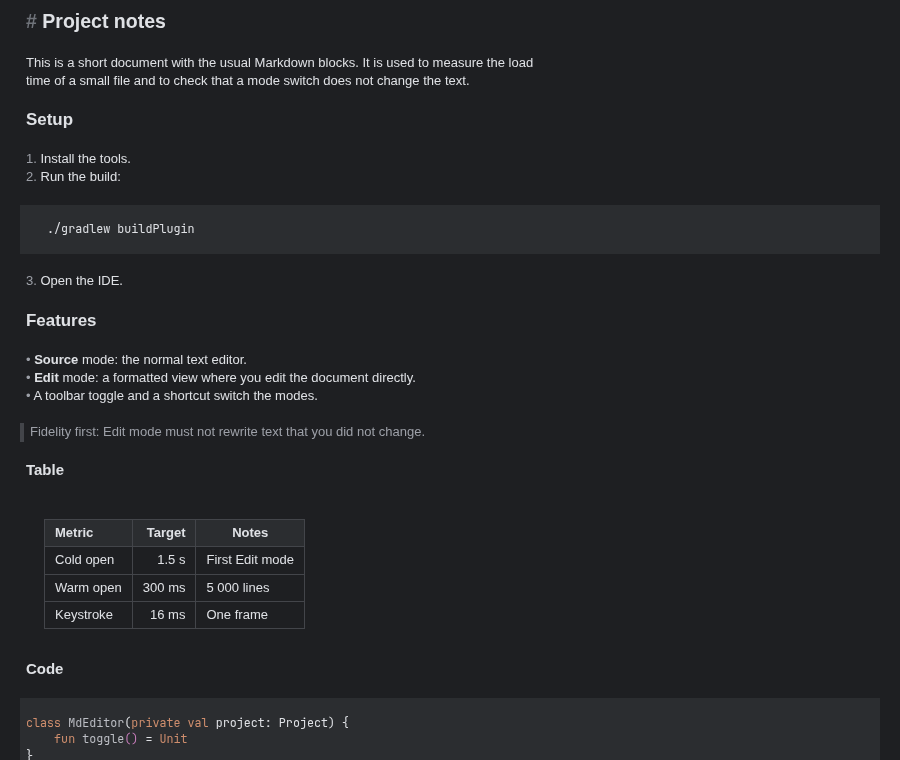 # Project notes
This is a short document with the usual Markdown blocks. It is used to measure the load
time of a small file and to check that a mode switch does not change the text.
Setup
1. Install the tools.
2. Run the build:
./gradlew buildPlugin
3. Open the IDE.
Features
• Source mode: the normal text editor.
• Edit mode: a formatted view where you edit the document directly.
• A toolbar toggle and a shortcut switch the modes.
Fidelity first: Edit mode must not rewrite text that you did not change.
Table
Metric Target Notes
Cold open 1.5 s First Edit mode
Warm open 300 ms 5 000 lines
Keystroke 16 ms One frame
Code
class MdEditor(private val project: Project) {
    fun toggle() = Unit
}